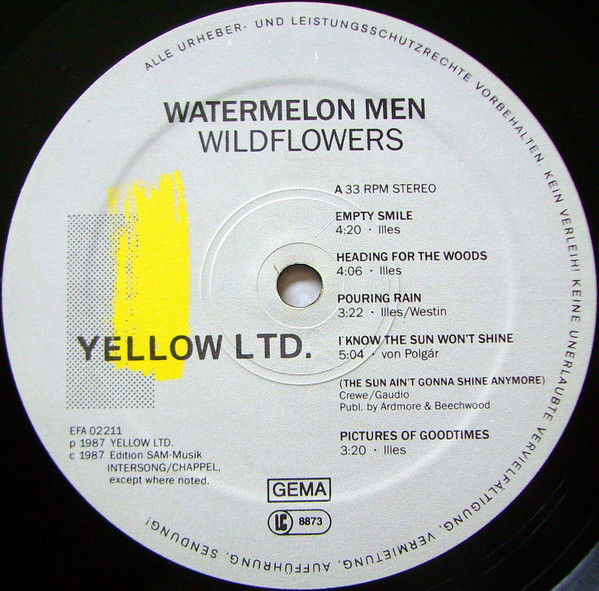 ALLE URHEBER- UND LEISTUNGSSCHUTZRECHTE VORBEHALTEN. KEIN VERLEIH! KEINE UNERLAUBTE VERVIELFÄLTIGUNG, VERMIETUNG, AUFFÜHRUNG, SENDUNG!
WATERMELON MEN
WILDFLOWERS
A 33 RPM STEREO
EMPTY SMILE
4:20 · Illes
HEADING FOR THE WOODS
4:06 · Illes
POURING RAIN
3:22 · Illes/Westin
I´KNOW THE SUN WON'T SHINE
5:04 · von Polgár
(THE SUN AIN'T GONNA SHINE ANYMORE)
Crewe/Gaudio
Publ. by Ardmore & Beechwood
PICTURES OF GOODTIMES
3:20 · Illes
YELLOW LTD.
EFA 02211
p 1987 YELLOW LTD.
c 1987 Edition SAM-Musik
INTERSONG/CHAPPEL,
except where noted.
GEMA
LC 8873